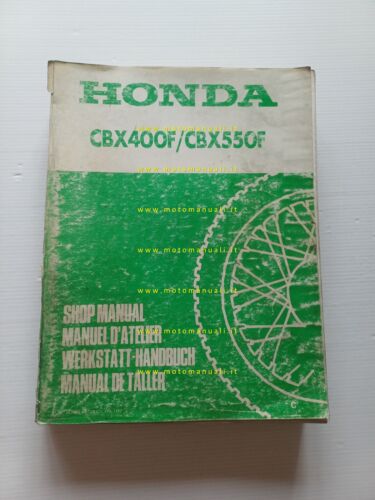 HONDA
CBX400F/CBX550F
www.motomanuali.it
www.motomanuali.it
www.motomanuali.it
www.motomanuali.it
www.motomanuali.it
SHOP MANUAL
MANUEL D'ATELIER
WERKSTATT-HANDBUCH
MANUAL DE TALLER